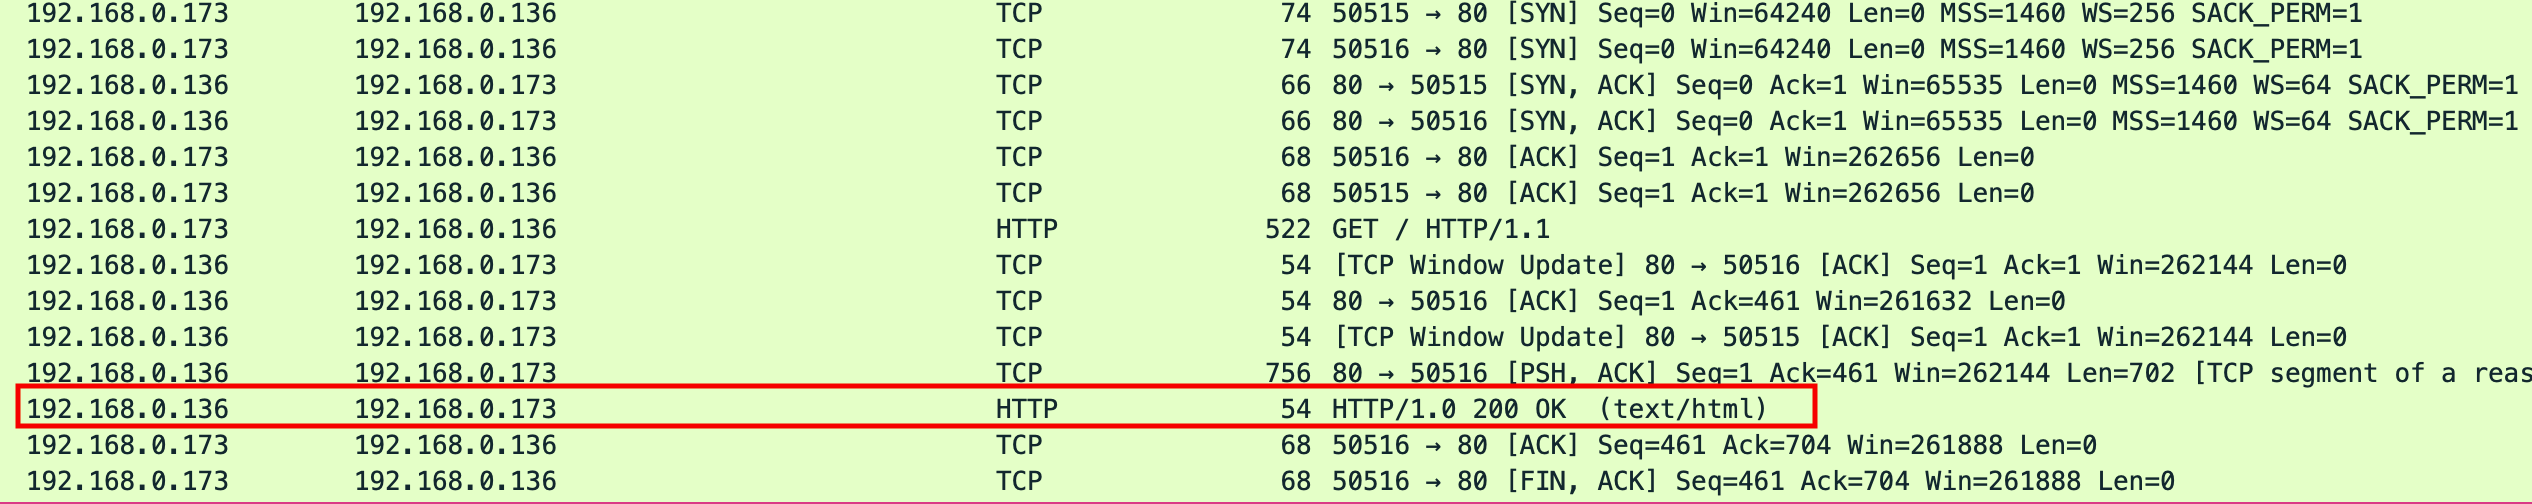 192.168.0.173 192.168.0.136 TCP 74 50515 → 80 [SYN] Seq=0 Win=64240 Len=0 MSS=1460 WS=256 SACK_PERM=1
192.168.0.173 192.168.0.136 TCP 74 50516 → 80 [SYN] Seq=0 Win=64240 Len=0 MSS=1460 WS=256 SACK_PERM=1
192.168.0.136 192.168.0.173 TCP 66 80 → 50515 [SYN, ACK] Seq=0 Ack=1 Win=65535 Len=0 MSS=1460 WS=64 SACK_PERM=1
192.168.0.136 192.168.0.173 TCP 66 80 → 50516 [SYN, ACK] Seq=0 Ack=1 Win=65535 Len=0 MSS=1460 WS=64 SACK_PERM=1
192.168.0.173 192.168.0.136 TCP 68 50516 → 80 [ACK] Seq=1 Ack=1 Win=262656 Len=0
192.168.0.173 192.168.0.136 TCP 68 50515 → 80 [ACK] Seq=1 Ack=1 Win=262656 Len=0
192.168.0.173 192.168.0.136 HTTP 522 GET / HTTP/1.1
192.168.0.136 192.168.0.173 TCP 54 [TCP Window Update] 80 → 50516 [ACK] Seq=1 Ack=1 Win=262144 Len=0
192.168.0.136 192.168.0.173 TCP 54 80 → 50516 [ACK] Seq=1 Ack=461 Win=261632 Len=0
192.168.0.136 192.168.0.173 TCP 54 [TCP Window Update] 80 → 50515 [ACK] Seq=1 Ack=1 Win=262144 Len=0
192.168.0.136 192.168.0.173 TCP 756 80 → 50516 [PSH, ACK] Seq=1 Ack=461 Win=262144 Len=702 [TCP segment of a reas
192.168.0.136 192.168.0.173 HTTP 54 HTTP/1.0 200 OK (text/html)
192.168.0.173 192.168.0.136 TCP 68 50516 → 80 [ACK] Seq=461 Ack=704 Win=261888 Len=0
192.168.0.173 192.168.0.136 TCP 68 50516 → 80 [FIN, ACK] Seq=461 Ack=704 Win=261888 Len=0